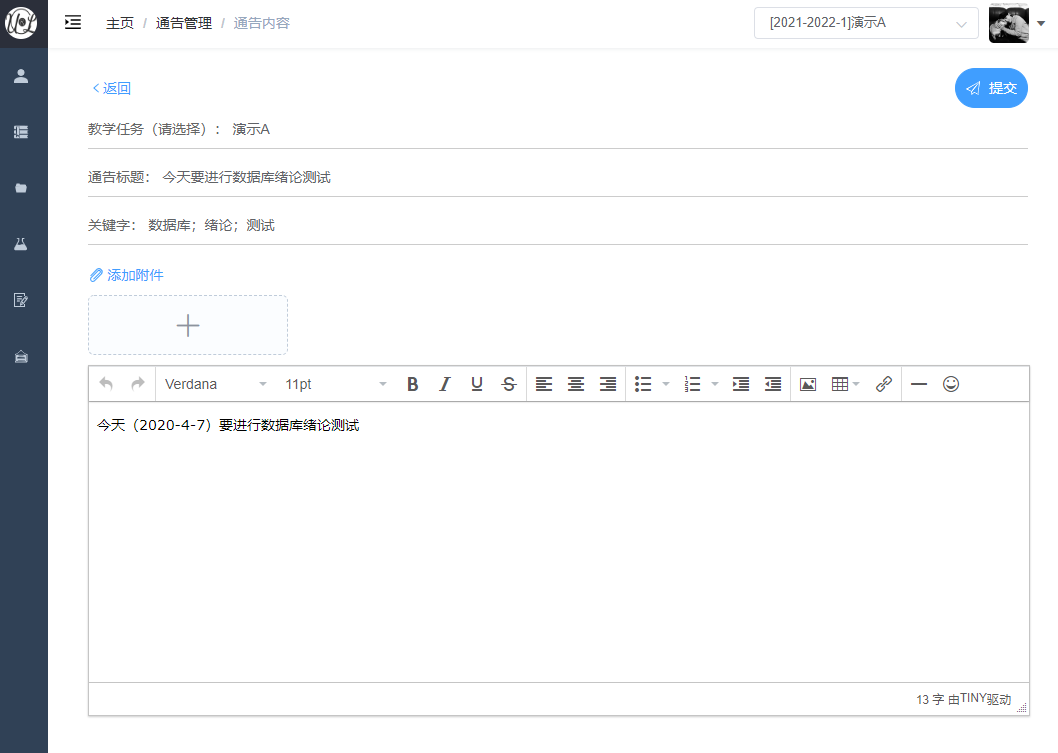 主页 / 通告管理 / 通告内容
[2021-2022-1]演示A
<返回
提交
教学任务（请选择）： 演示A
通告标题： 今天要进行数据库绪论测试
关键字： 数据库；绪论；测试
添加附件
Verdana 11pt B I U S
今天（2020-4-7）要进行数据库绪论测试
13 字 由TINY驱动